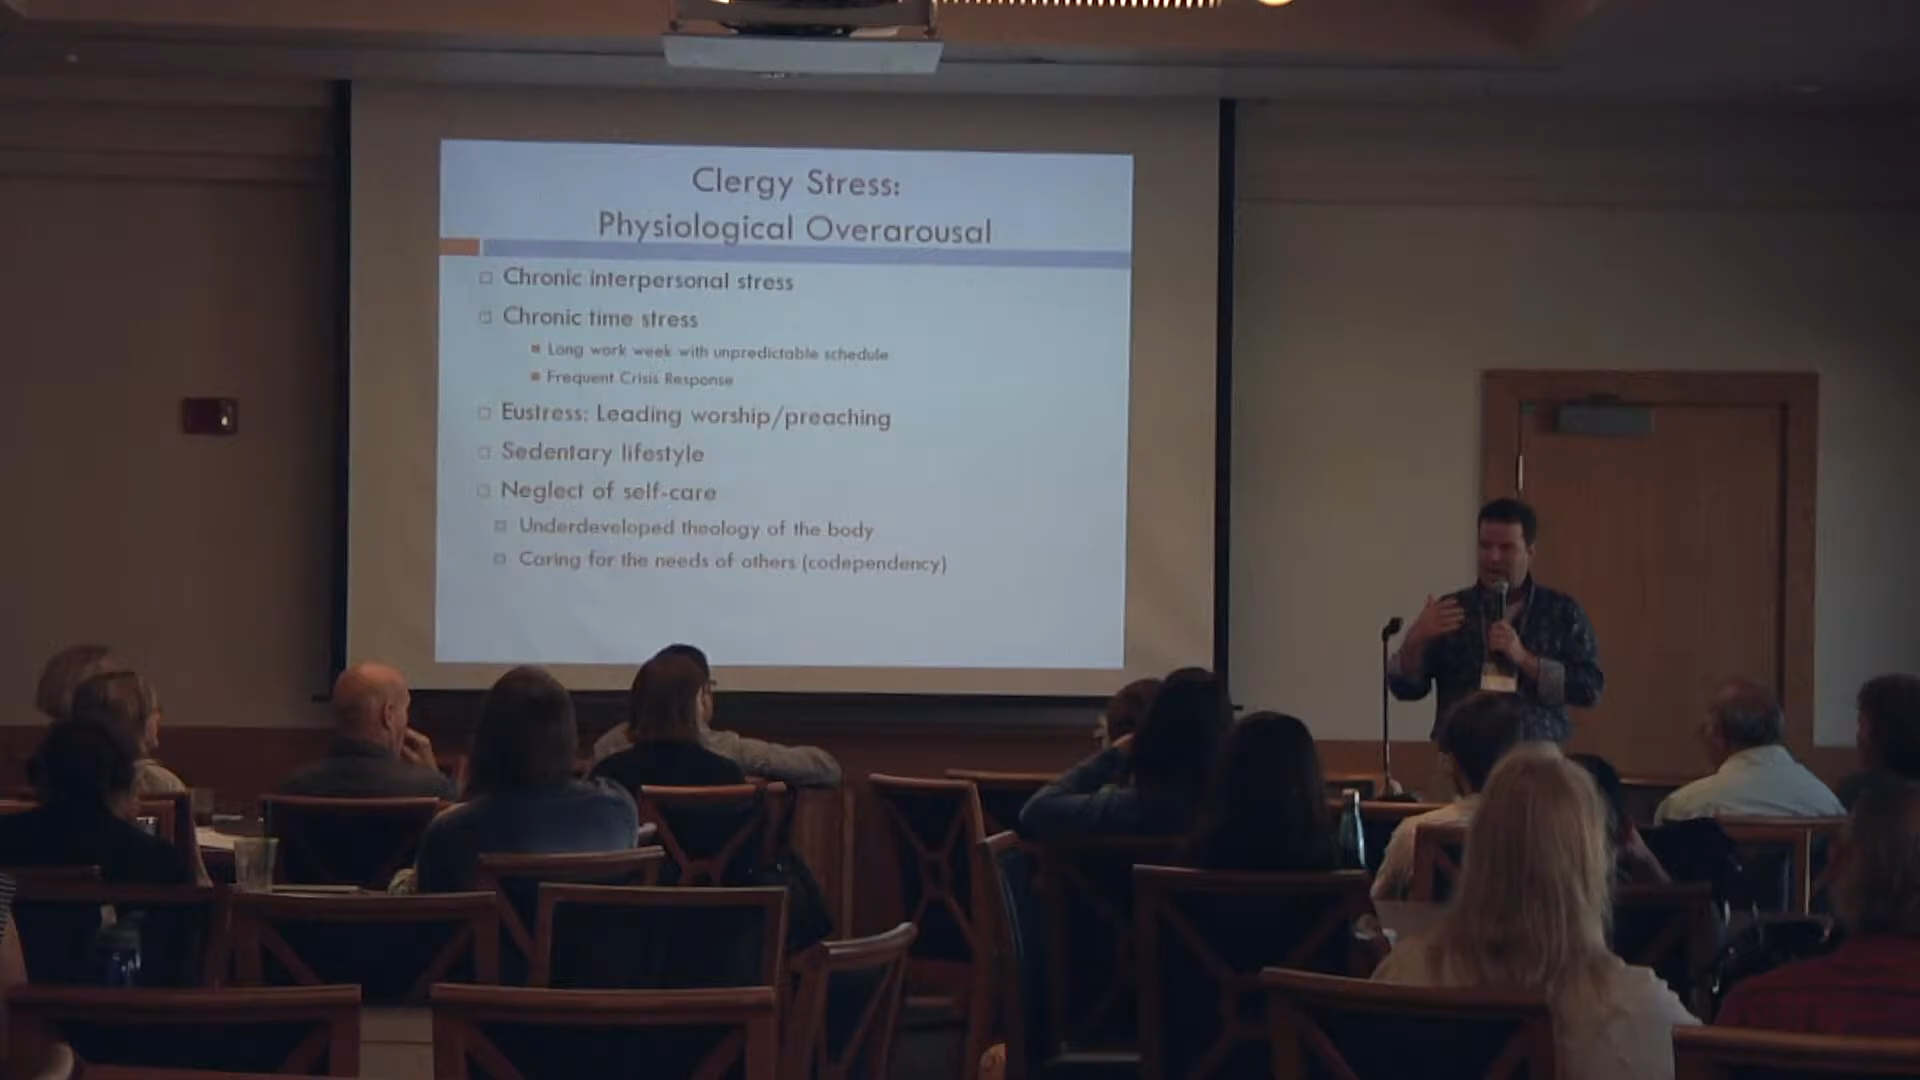 Clergy Stress:
Physiological Overarousal
Chronic interpersonal stress
Chronic time stress
Long work week with unpredictable schedule
Frequent Crisis Response
Eustress: Leading worship/preaching
Sedentary lifestyle
Neglect of self-care
Underdeveloped theology of the body
Caring for the needs of others (codependency)